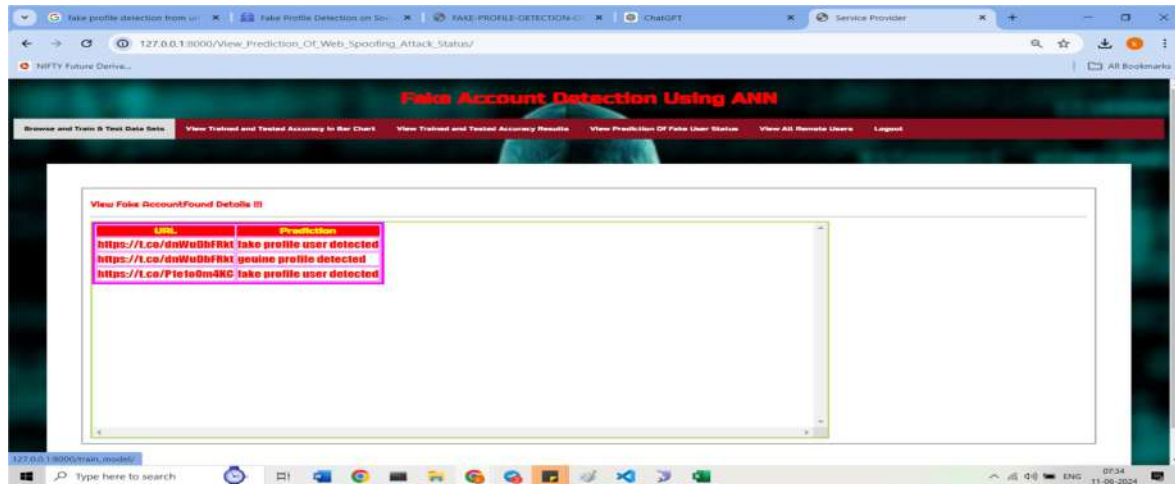 fake profile detection from un
Fake Profile Detection on So
FAKE-PROFILE-DETECTION-
ChatGPT
Service Provider
127.0.0.1:8000/View_Prediction_Of_Web_Spoofing_Attack_Status/
NIFTY Future Deriva...
All Bookmarks
Fake Account Detection Using ANN
Browse and Train & Test Data Sets
View Trained and Tested Accuracy in Bar Chart
View Trained and Tested Accuracy Results
View Prediction Of Fake User Status
View All Remote Users
Logout
View Fake AccountFound Details !!!
URL Prediction
https://t.co/dnWuDbFRkt fake profile user detected
https://t.co/dnWuDbFRkt geuine profile detected
https://t.co/P1efo0m4KC fake profile user detected
127.0.0.1:8000/train_model/
Type here to search
ENG
07:34
11-06-2024